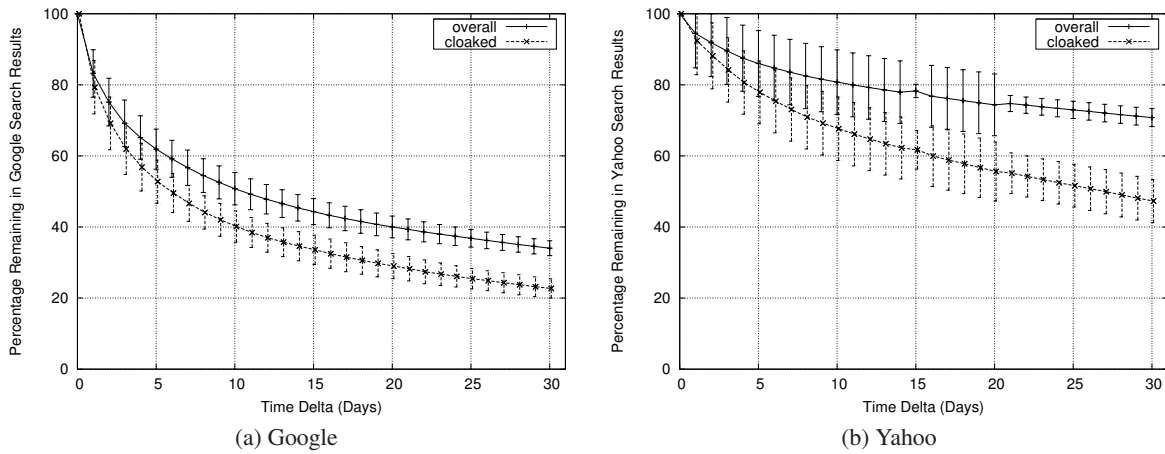 Percentage Remaining in Google Search Results
100
80
60
40
20
0
overall
cloaked
0 5 10 15 20 25 30
Time Delta (Days)
(a) Google
Percentage Remaining in Yahoo Search Results
100
80
60
40
20
0
overall
cloaked
0 5 10 15 20 25 30
Time Delta (Days)
(b) Yahoo